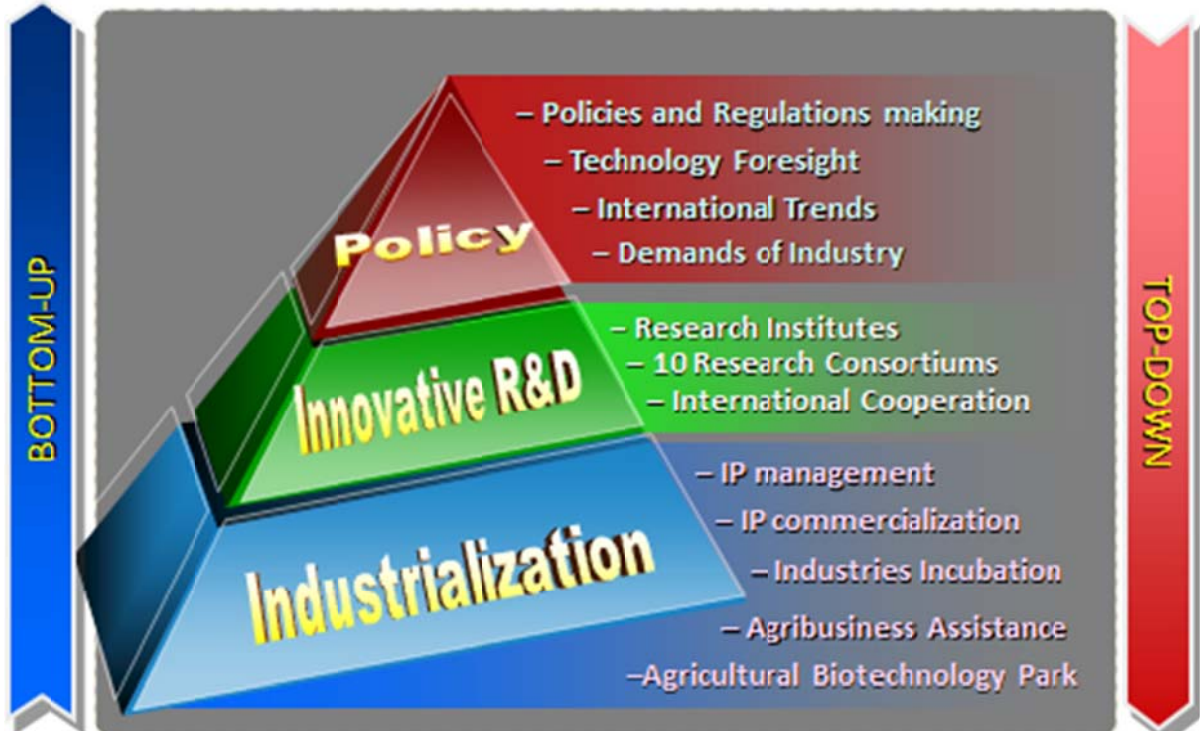 BOTTOM-UP
Policy
– Policies and Regulations making
– Technology Foresight
– International Trends
– Demands of Industry
Innovative R&D
– Research Institutes
– 10 Research Consortiums
– International Cooperation
Industrialization
– IP management
– IP commercialization
– Industries Incubation
– Agribusiness Assistance
–Agricultural Biotechnology Park
TOP-DOWN